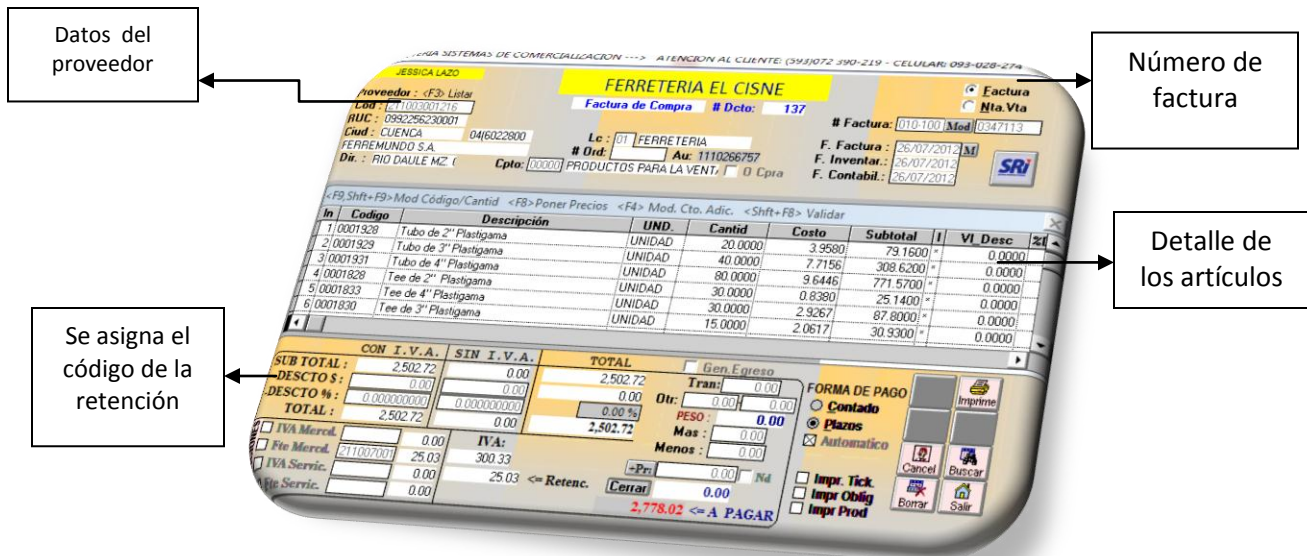 Datos del
proveedor
Número de
factura
Detalle de
los artículos
Se asigna el
código de la
retención
SISTEMAS DE COMERCIALIZACION ---> ATENCION AL CLIENTE: (593)072 390-219 - CELULAR: 093-028-274
JESSICA LAZO
FERRETERIA EL CISNE
Factura de Compra # Dcto: 137
Factura
Nta.Vta
Proveedor : <F3> Listar
Cod : 211003001216
RUC : 0992256230001
Ciud : CUENCA 04(6022800
FERREMUNDO S.A.
Dir. : RIO DAULE MZ. (
Lc : 01 FERRETERIA
# Ord: Au: 1110266757
Cpto: 00000 PRODUCTOS PARA LA VENT O Cpra
# Factura: 010-100 Mod 0347113
F. Factura : 26/07/2012 M
F. Inventar.: 26/07/2012
F. Contabil.: 26/07/2012
SRi
<F9,Shft+F9>Mod Código/Cantid <F8>Poner Precios <F4> Mod. Cto. Adic. <Shft+F8> Validar
In Codigo Descripción UND. Cantid Costo Subtotal I Vl_Desc
1 0001928 Tubo de 2'' Plastigama UNIDAD 20.0000 3.9580 79.1600 * 0.0000
2 0001929 Tubo de 3'' Plastigama UNIDAD 40.0000 7.7156 308.6200 * 0.0000
3 0001931 Tubo de 4'' Plastigama UNIDAD 80.0000 9.6446 771.5700 * 0.0000
4 0001828 Tee de 2'' Plastigama UNIDAD 30.0000 0.8380 25.1400 * 0.0000
5 0001833 Tee de 4'' Plastigama UNIDAD 30.0000 2.9267 87.8000 * 0.0000
6 0001830 Tee de 3'' Plastigama UNIDAD 15.0000 2.0617 30.9300 * 0.0000
CON I.V.A. SIN I.V.A. TOTAL
SUB TOTAL : 2,502.72 0.00 2,502.72
-DESCTO $ : 0.00 0.00 0.00
-DESCTO % : 0.000000000 0.000000000 0.00 %
TOTAL : 2,502.72 0.00 2,502.72
IVA Merced. 0.00
Fte Merced. 211007001 25.03
IVA Servic. 0.00
Fte Servic. 0.00
IVA:
300.33
25.03 <= Retenc.
Gen.Egreso
Tran: 0.00
Otr: 0.00 0.00
PESO : 0.00
Mas : 0.00
Menos : 0.00
+Pr: 0.00 Nd
Cerrar 0.00
2,778.02 <= A PAGAR
FORMA DE PAGO
Contado
Plazos
Automatico
Impr. Tick.
Impr Oblig
Impr Prod
Imprime
Cancel Buscar
Borrar Salir